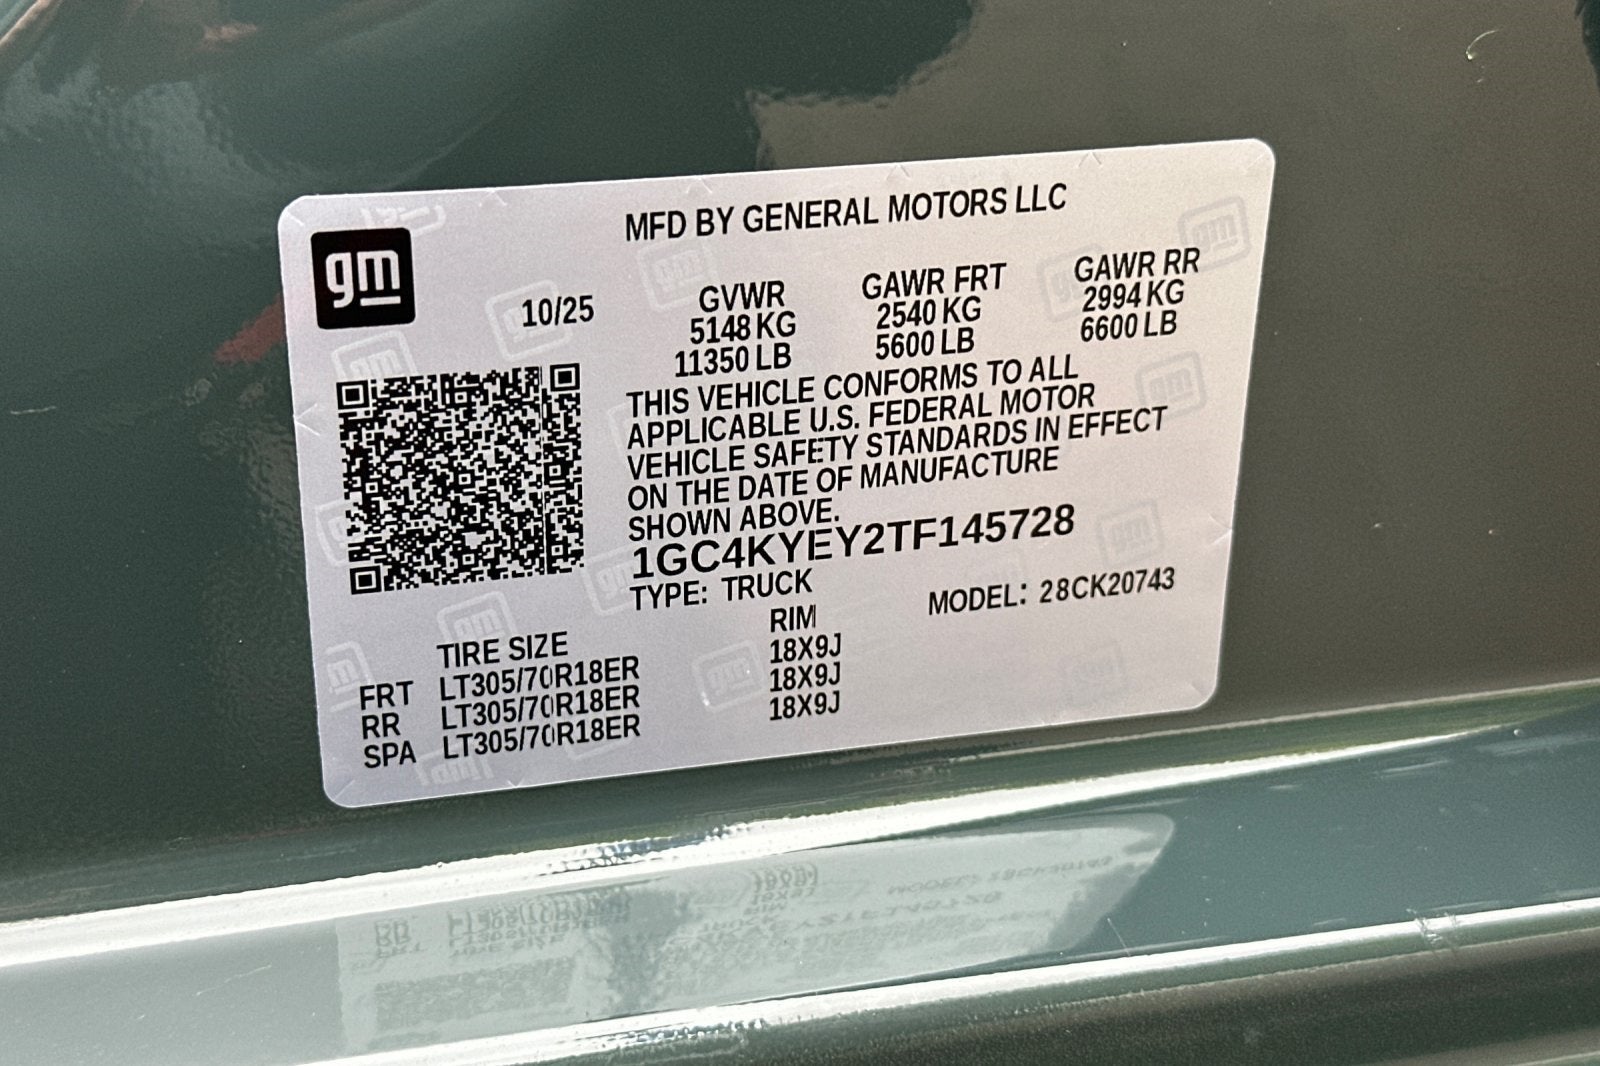 MFD BY GENERAL MOTORS LLC
gm
10/25
GVWR GAWR FRT GAWR RR
5148 KG 2540 KG 2994 KG
11350 LB 5600 LB 6600 LB
THIS VEHICLE CONFORMS TO ALL
APPLICABLE U.S. FEDERAL MOTOR
VEHICLE SAFETY STANDARDS IN EFFECT
ON THE DATE OF MANUFACTURE
SHOWN ABOVE.
1GC4KYEY2TF145728
TYPE: TRUCK MODEL: 28CK20743
TIRE SIZE RIM
FRT LT305/70R18ER 18X9J
RR LT305/70R18ER 18X9J
SPA LT305/70R18ER 18X9J